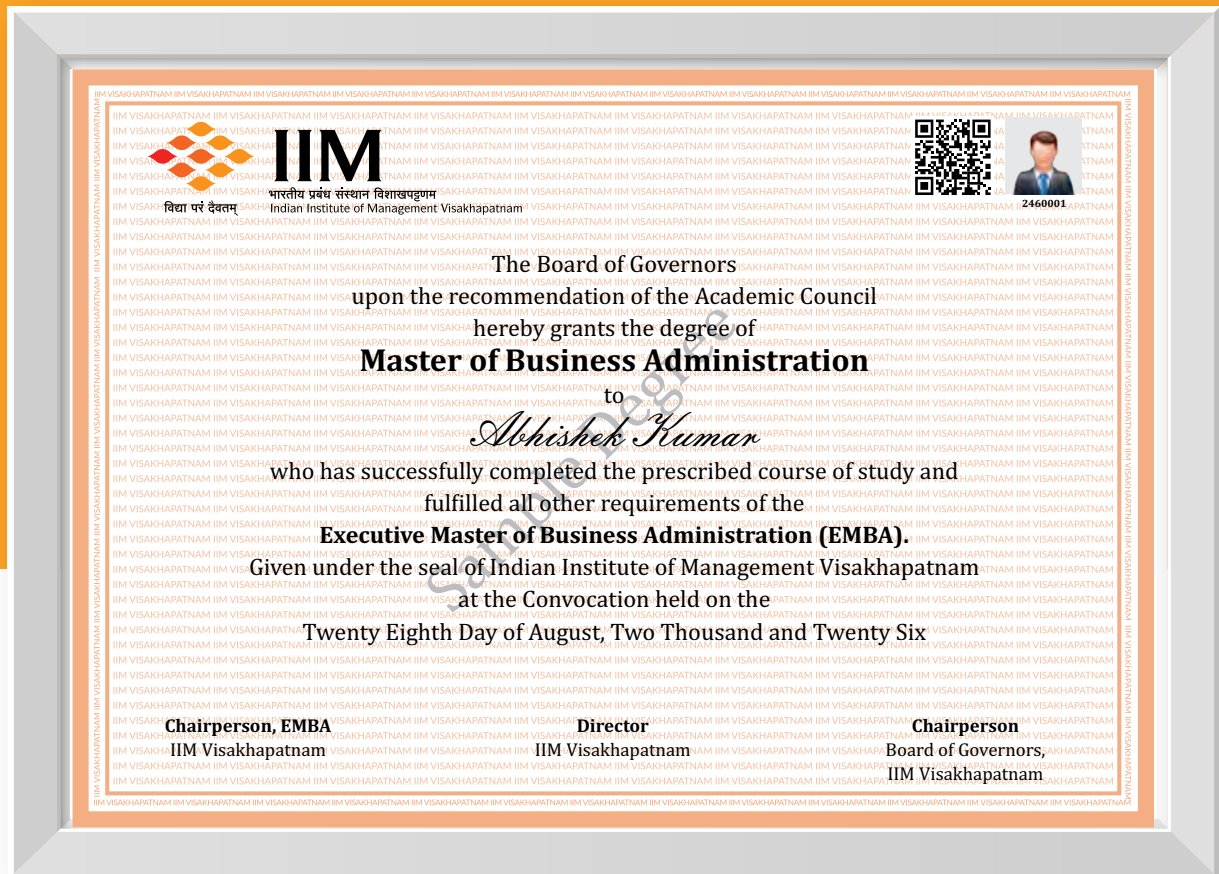 IIM
भारतीय प्रबंध संस्थान विशाखपट्टणम
विद्या परं दैवतम्
Indian Institute of Management Visakhapatnam
2460001
The Board of Governors
upon the recommendation of the Academic Council
hereby grants the degree of
Master of Business Administration
to
Abhishek Kumar
who has successfully completed the prescribed course of study and
fulfilled all other requirements of the
Executive Master of Business Administration (EMBA).
Given under the seal of Indian Institute of Management Visakhapatnam
at the Convocation held on the
Twenty Eighth Day of August, Two Thousand and Twenty Six
Sample Degree
Chairperson, EMBA
IIM Visakhapatnam
Director
IIM Visakhapatnam
Chairperson
Board of Governors,
IIM Visakhapatnam
IIM VISAKHAPATNAM